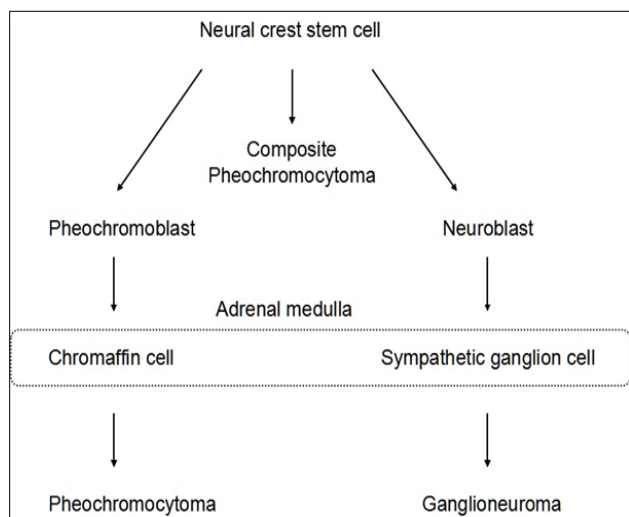 Neural crest stem cell
Composite
Pheochromocytoma
Pheochromoblast
Neuroblast
Adrenal medulla
Chromaffin cell
Sympathetic ganglion cell
Pheochromocytoma
Ganglioneuroma